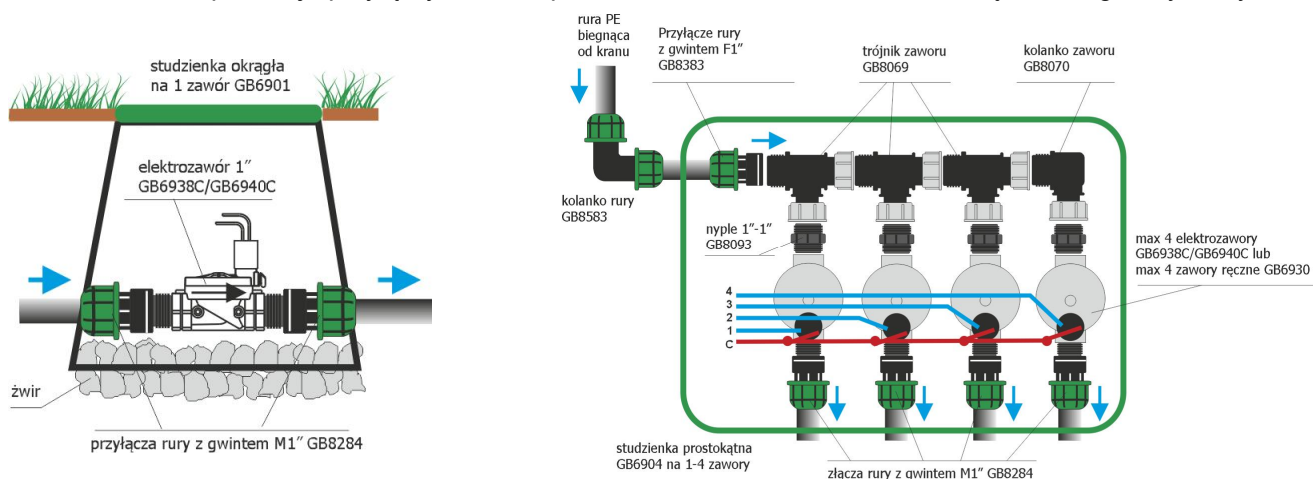 studzienka okrągła
na 1 zawór GB6901
elektrozawór 1"
GB6938C/GB6940C
żwir
przyłącza rury z gwintem M1" GB8284
rura PE
biegnąca
od kranu
Przyłącze rury
z gwintem F1"
GB8383
trójnik zaworu
GB8069
kolanko zaworu
GB8070
kolanko rury
GB8583
nyple 1"-1"
GB8093
max 4 elektrozawory
GB6938C/GB6940C lub
max 4 zawory ręczne GB6930
4
3
2
1
C
studzienka prostokątna
GB6904 na 1-4 zawory
złącza rury z gwintem M1" GB8284